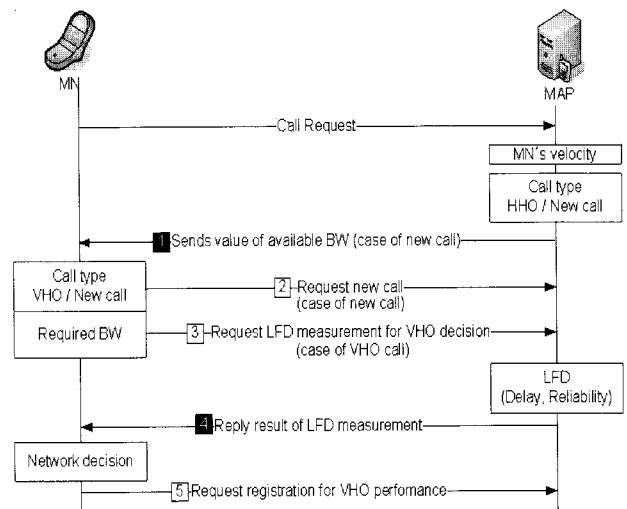 MN
MAP
Call Request
MN's velocity
Call type
HHO / New call
1 Sends value of available BW (case of new call)
Call type
VHO / New call
2 Request new call
(case of new call)
Required BW
3 Request LFD measurement for VHO decision
(case of VHO call)
LFD
(Delay, Reliability)
4 Reply result of LFD measurement
Network decision
5 Request registration for VHO perfomance